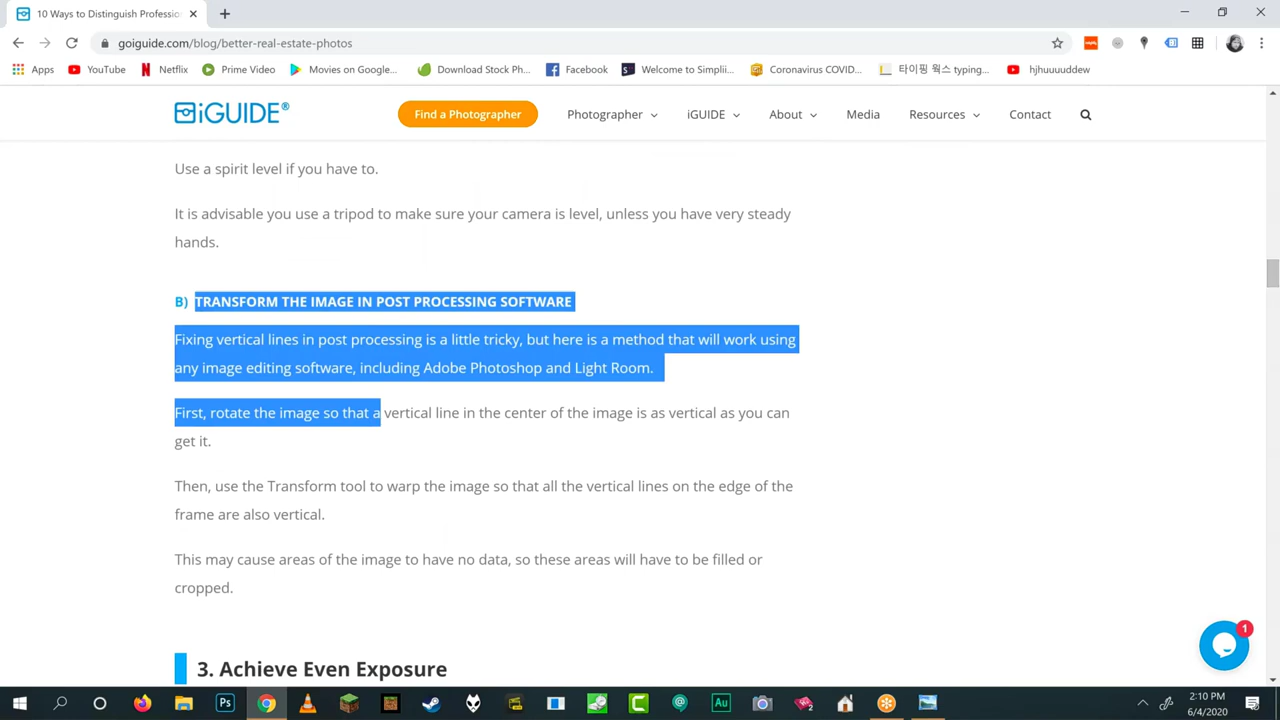 10 Ways to Distinguish Professio
goiguide.com/blog/better-real-estate-photos
Apps
YouTube
Netflix
Prime Video
Movies on Google...
Download Stock Ph...
Facebook
Welcome to Simplii...
Coronavirus COVID...
타이핑 웍스 typing...
hjhuuuuddew
iGUIDE®
Find a Photographer
Photographer
iGUIDE
About
Media
Resources
Contact
Use a spirit level if you have to.
It is advisable you use a tripod to make sure your camera is level, unless you have very steady
hands.
B) TRANSFORM THE IMAGE IN POST PROCESSING SOFTWARE
Fixing vertical lines in post processing is a little tricky, but here is a method that will work using
any image editing software, including Adobe Photoshop and Light Room.
First, rotate the image so that a vertical line in the center of the image is as vertical as you can
get it.
Then, use the Transform tool to warp the image so that all the vertical lines on the edge of the
frame are also vertical.
This may cause areas of the image to have no data, so these areas will have to be filled or
cropped.
1
3. Achieve Even Exposure
Ps
Au
2:10 PM
6/4/2020